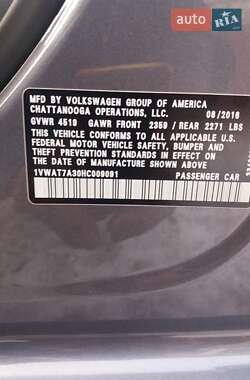 AUTO RIA
MFD BY VOLKSWAGEN GROUP OF AMERICA
CHATTANOOGA OPERATIONS, LLC. 08/2016
GVWR 4519 GAWR FRONT 2359 / REAR 2271 LBS
THIS VEHICLE CONFORMS TO ALL APPLICABLE U.S.
FEDERAL MOTOR VEHICLE SAFETY, BUMPER AND
THEFT PREVENTION STANDARDS IN EFFECT ON THE
DATE OF MANUFACTURE SHOWN ABOVE.
1VWAT7A30HC009091
PASSENGER CAR